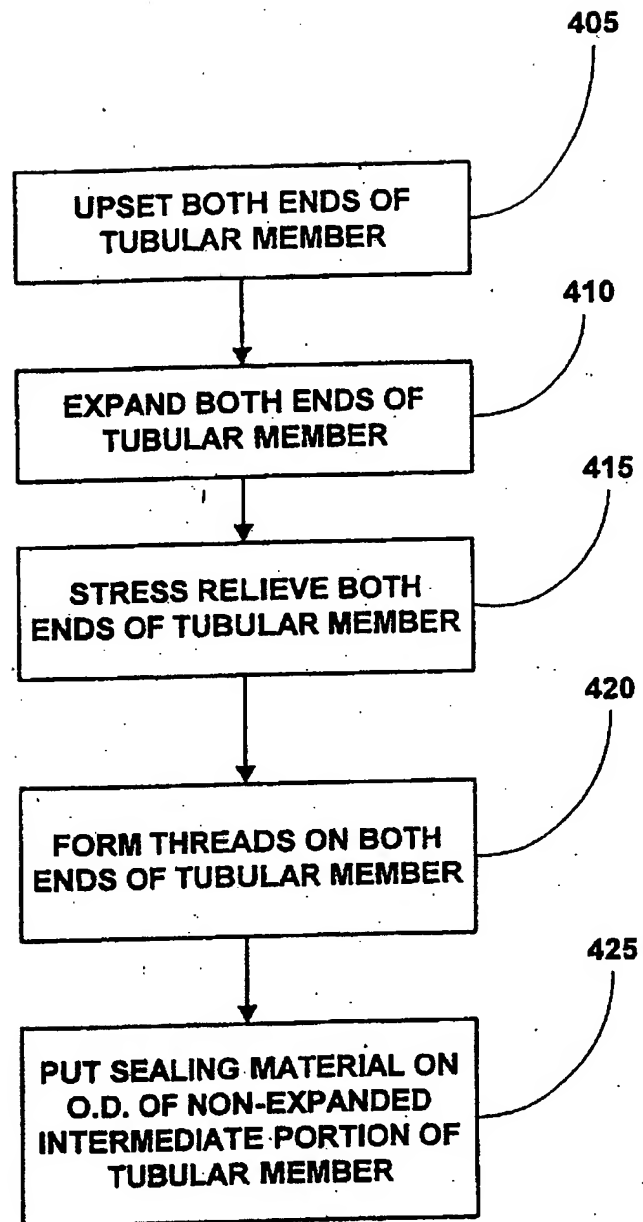 405
UPSET BOTH ENDS OF
TUBULAR MEMBER
410
EXPAND BOTH ENDS OF
TUBULAR MEMBER
415
STRESS RELIEVE BOTH
ENDS OF TUBULAR MEMBER
420
FORM THREADS ON BOTH
ENDS OF TUBULAR MEMBER
425
PUT SEALING MATERIAL ON
O.D. OF NON-EXPANDED
INTERMEDIATE PORTION OF
TUBULAR MEMBER